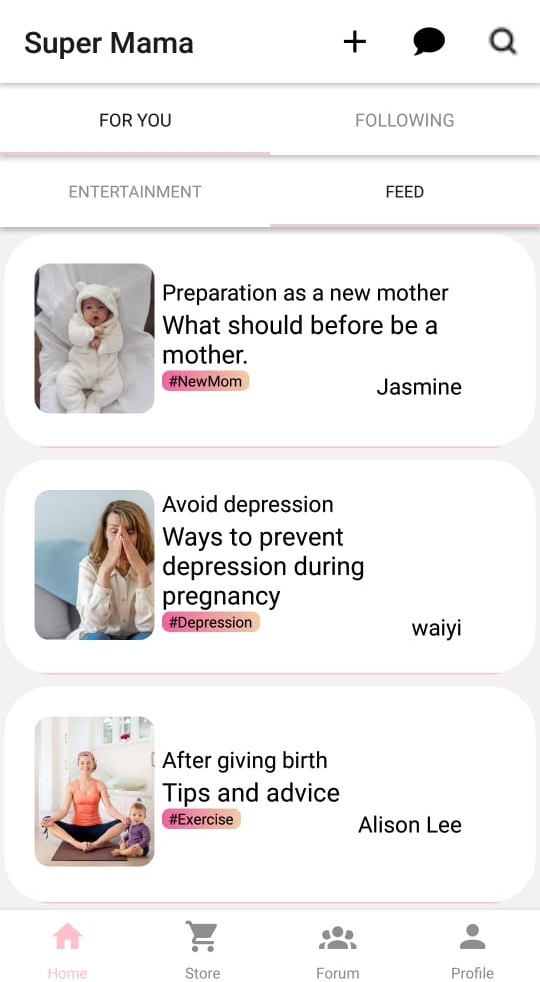 Super Mama
FOR YOU
FOLLOWING
ENTERTAINMENT
FEED
Preparation as a new mother
What should before be a
mother.
#NewMom
Jasmine
Avoid depression
Ways to prevent
depression during
pregnancy
#Depression
waiyi
After giving birth
Tips and advice
#Exercise
Alison Lee
Home
Store
Forum
Profile